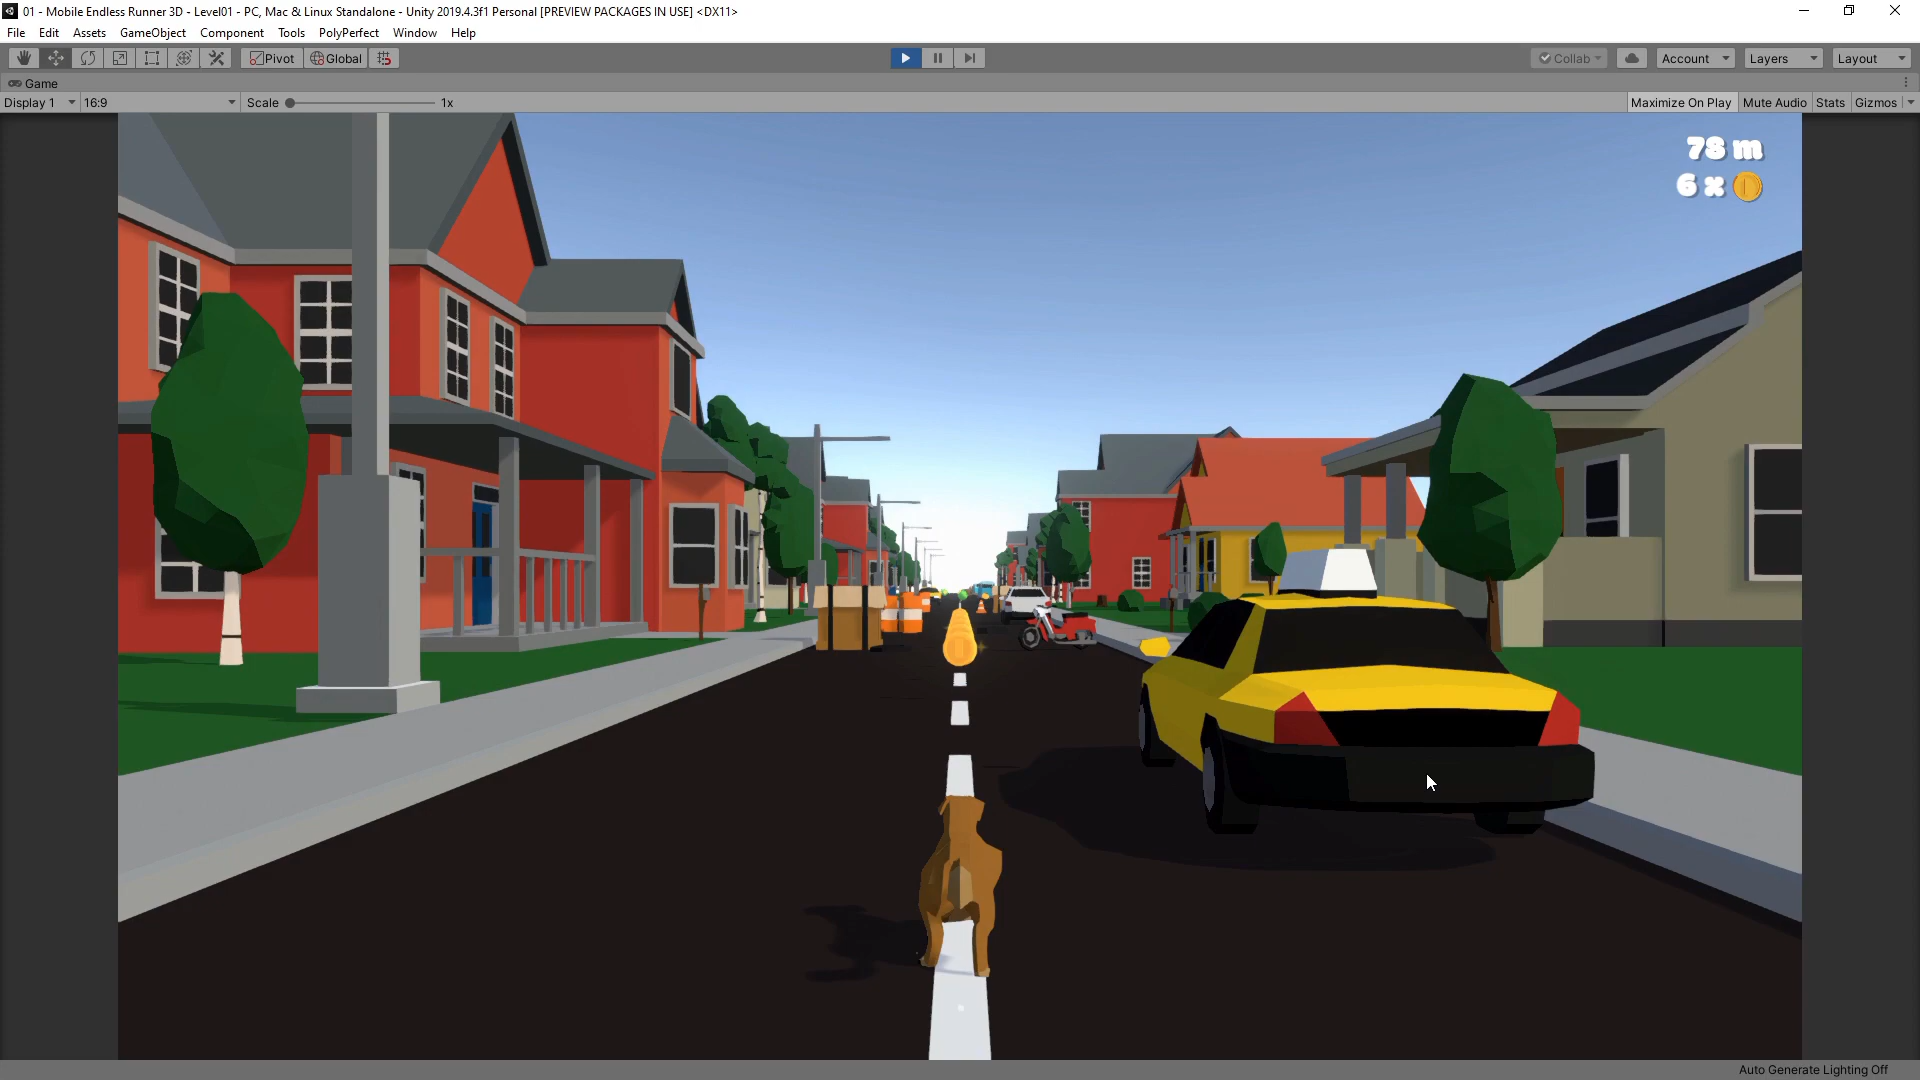 01 - Mobile Endless Runner 3D - Level01 - PC, Mac & Linux Standalone - Unity 2019.4.3f1 Personal [PREVIEW PACKAGES IN USE] <DX11>
File Edit Assets GameObject Component Tools PolyPerfect Window Help
Pivot Global Collab Account Layers Layout
Game
Display 1 16:9 Scale 1x Maximize On Play Mute Audio Stats Gizmos
78 m
6 x
Auto Generate Lighting Off